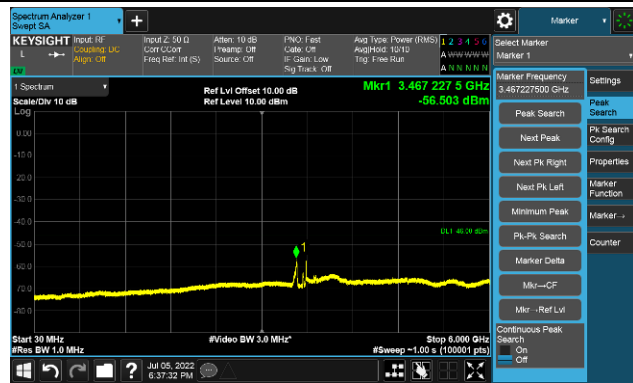 Spectrum Analyzer 1
Swept SA
Marker
KEYSIGHT
L
Input: RF
Coupling: DC
Align: Off
Input Z: 50 Ω
Corr CCorr
Freq Ref: Int (S)
Atten: 10 dB
Preamp: Off
Source: Off
PNO: Fast
Gate: Off
IF Gain: Low
Sig Track: Off
Avg Type: Power (RMS)
Avg|Hold: 10/10
Trig: Free Run
1 2 3 4 5 6
A W W W W W
A N N N N N
Select Marker
Marker 1
1 Spectrum
Scale/Div 10 dB
Log
Ref Lvl Offset 10.00 dB
Ref Level 10.00 dBm
Mkr1 3.467 227 5 GHz
-56.503 dBm
0.00
-10.0
-20.0
-30.0
-40.0
-50.0
-60.0
-70.0
-80.0
1
Start 30 MHz
#Res BW 1.0 MHz
#Video BW 3.0 MHz*
Stop 6.000 GHz
#Sweep ~1.00 s (10001 pts)
Marker Frequency
3.467227500 GHz
Peak Search
Next Peak
Next Pk Right
Next Pk Left
Minimum Peak
Pk-Pk Search
Marker Delta
Mkr→CF
Mkr→Ref Lvl
Continuous Peak
Search
On
Off
Settings
Peak
Search
Pk Search
Config
Properties
Marker
Function
Marker→
Counter
?
Jul 05, 2022
6:37:32 PM